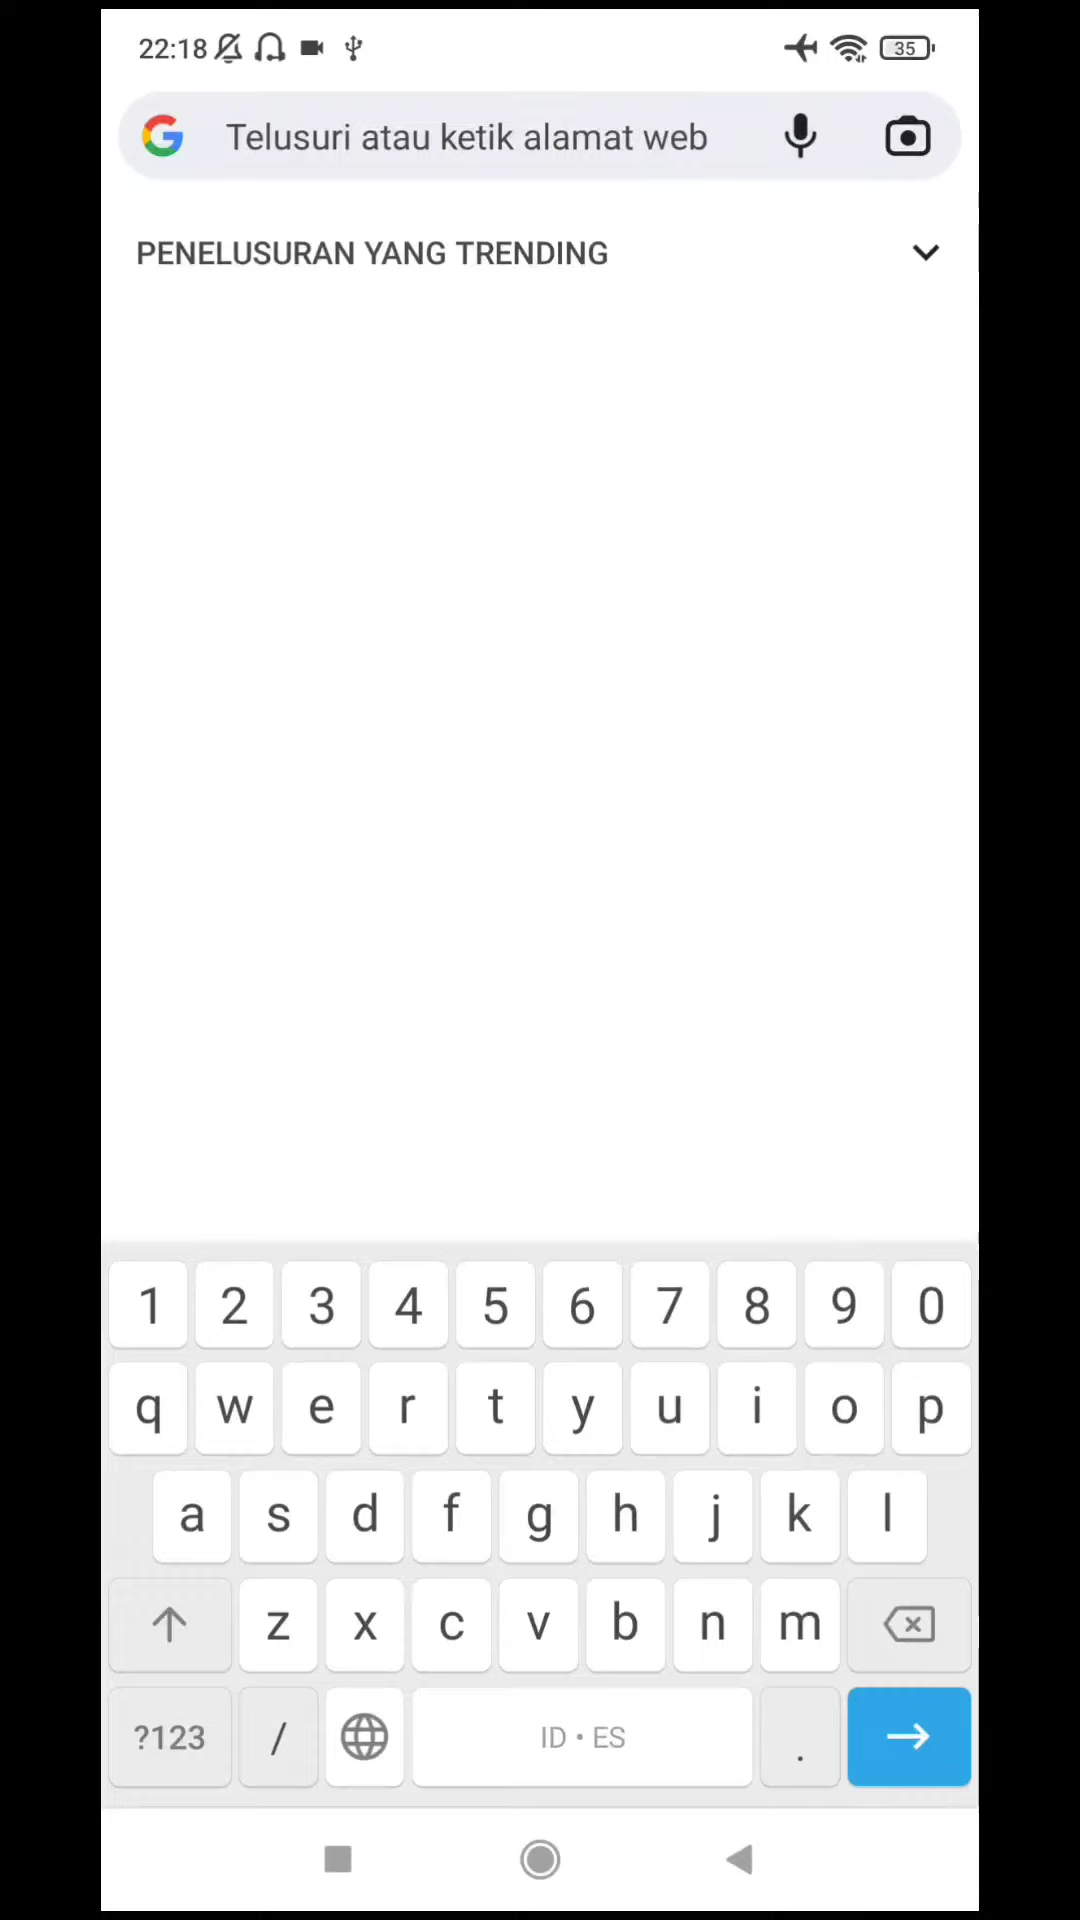 22:18
35
Telusuri atau ketik alamat web
PENELUSURAN YANG TRENDING
1 2 3 4 5 6 7 8 9 0
q w e r t y u i o p
a s d f g h j k l
z x c v b n m
?123 / ID • ES .